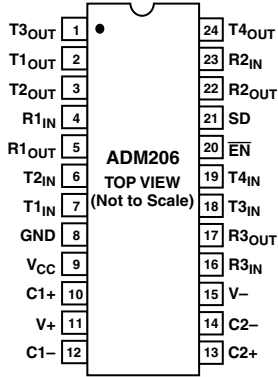 T3OUT 1
T1OUT 2
T2OUT 3
R1IN 4
R1OUT 5
T2IN 6
T1IN 7
GND 8
VCC 9
C1+ 10
V+ 11
C1– 12
ADM206
TOP VIEW
(Not to Scale)
24 T4OUT
23 R2IN
22 R2OUT
21 SD
20 E̅N̅
19 T4IN
18 T3IN
17 R3OUT
16 R3IN
15 V–
14 C2–
13 C2+